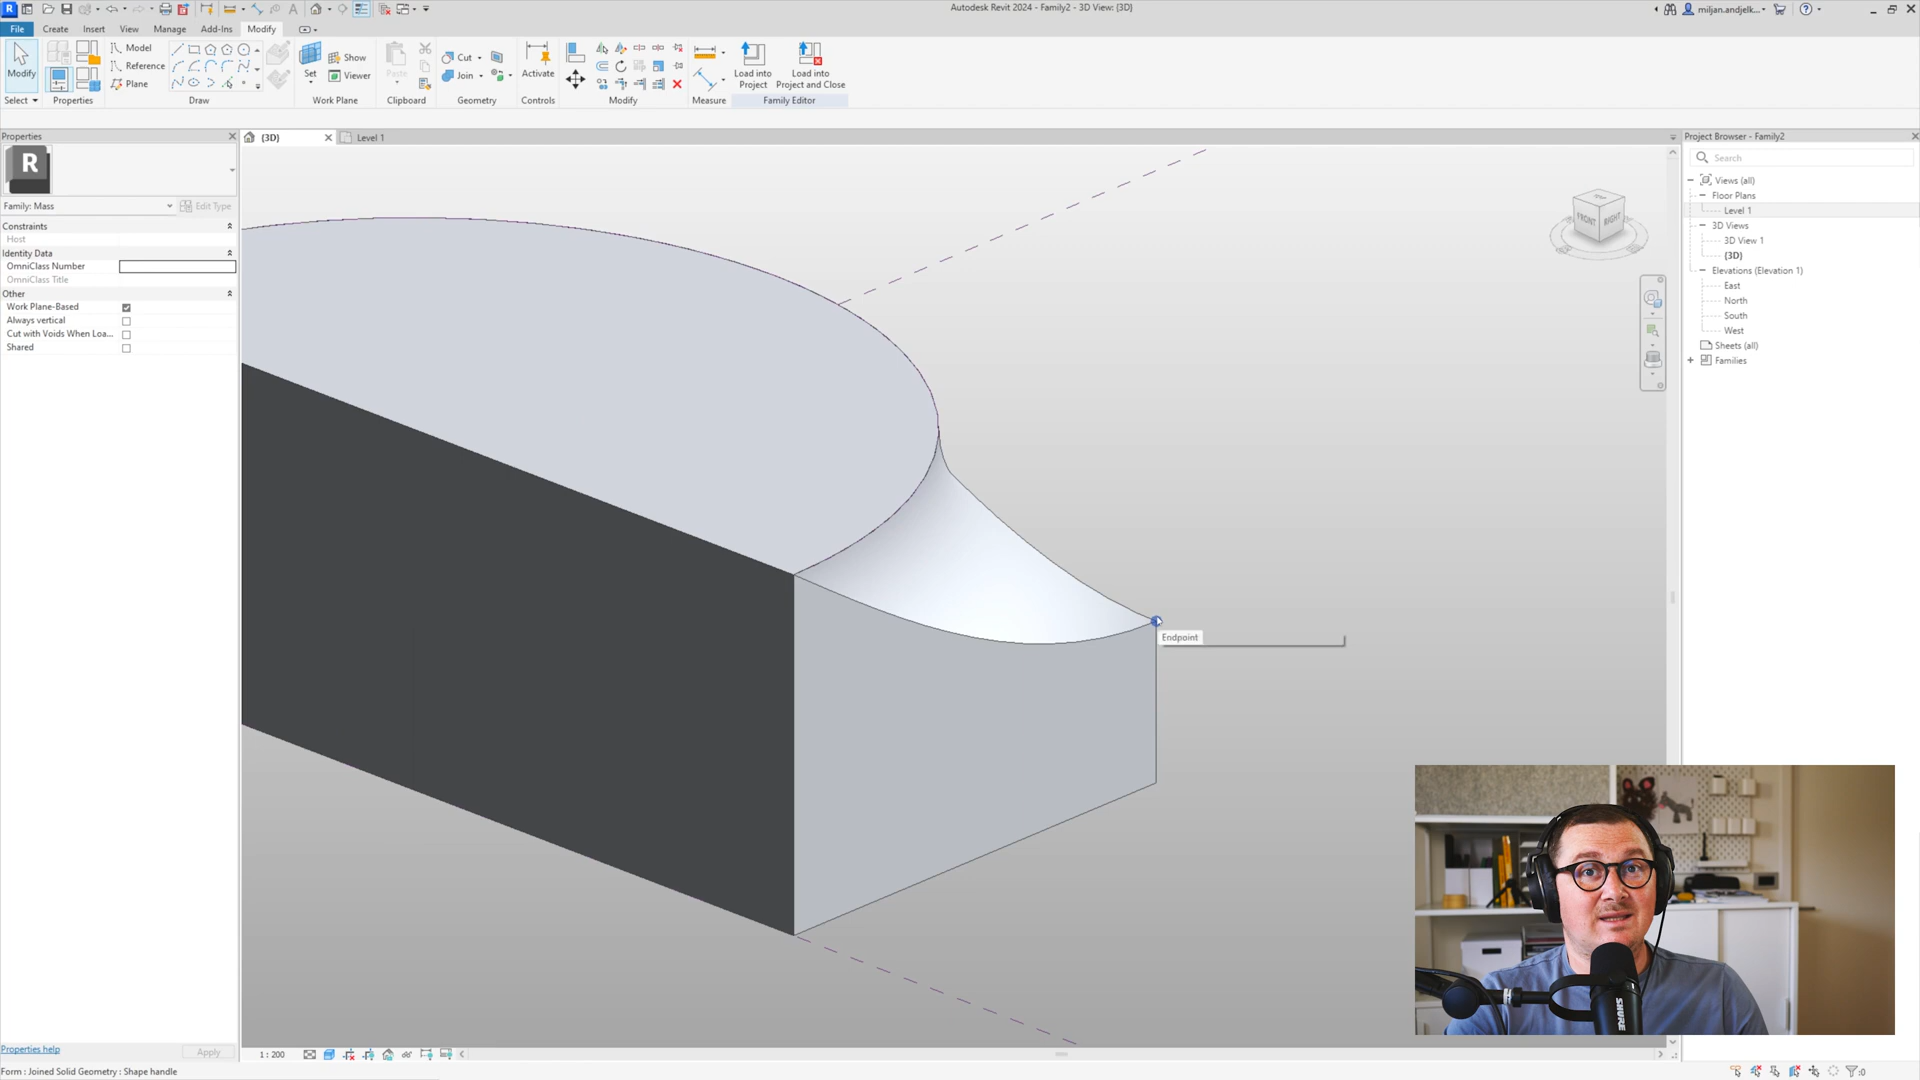 Autodesk Revit 2024 - Family2 - 3D View: {3D}
miljan.andjelk...
File
Create
Insert
View
Manage
Add-Ins
Modify
Modify
Model
Reference
Plane
Set
Show
Viewer
Paste
Cut
Join
Activate
Load into
Project
Load into
Project and Close
Select
Properties
Draw
Work Plane
Clipboard
Geometry
Controls
Modify
Measure
Family Editor
Properties
R
Family: Mass
Edit Type
Constraints
Host
Identity Data
OmniClass Number
OmniClass Title
Other
Work Plane-Based
Always vertical
Cut with Voids When Loa...
Shared
Properties help
Apply
{3D}
Level 1
FRONT
RIGHT
Endpoint
1 : 200
Project Browser - Family2
Search
Views (all)
Floor Plans
Level 1
3D Views
3D View 1
{3D}
Elevations (Elevation 1)
East
North
South
West
Sheets (all)
Families
SHURE
Form : Joined Solid Geometry : Shape handle
:0